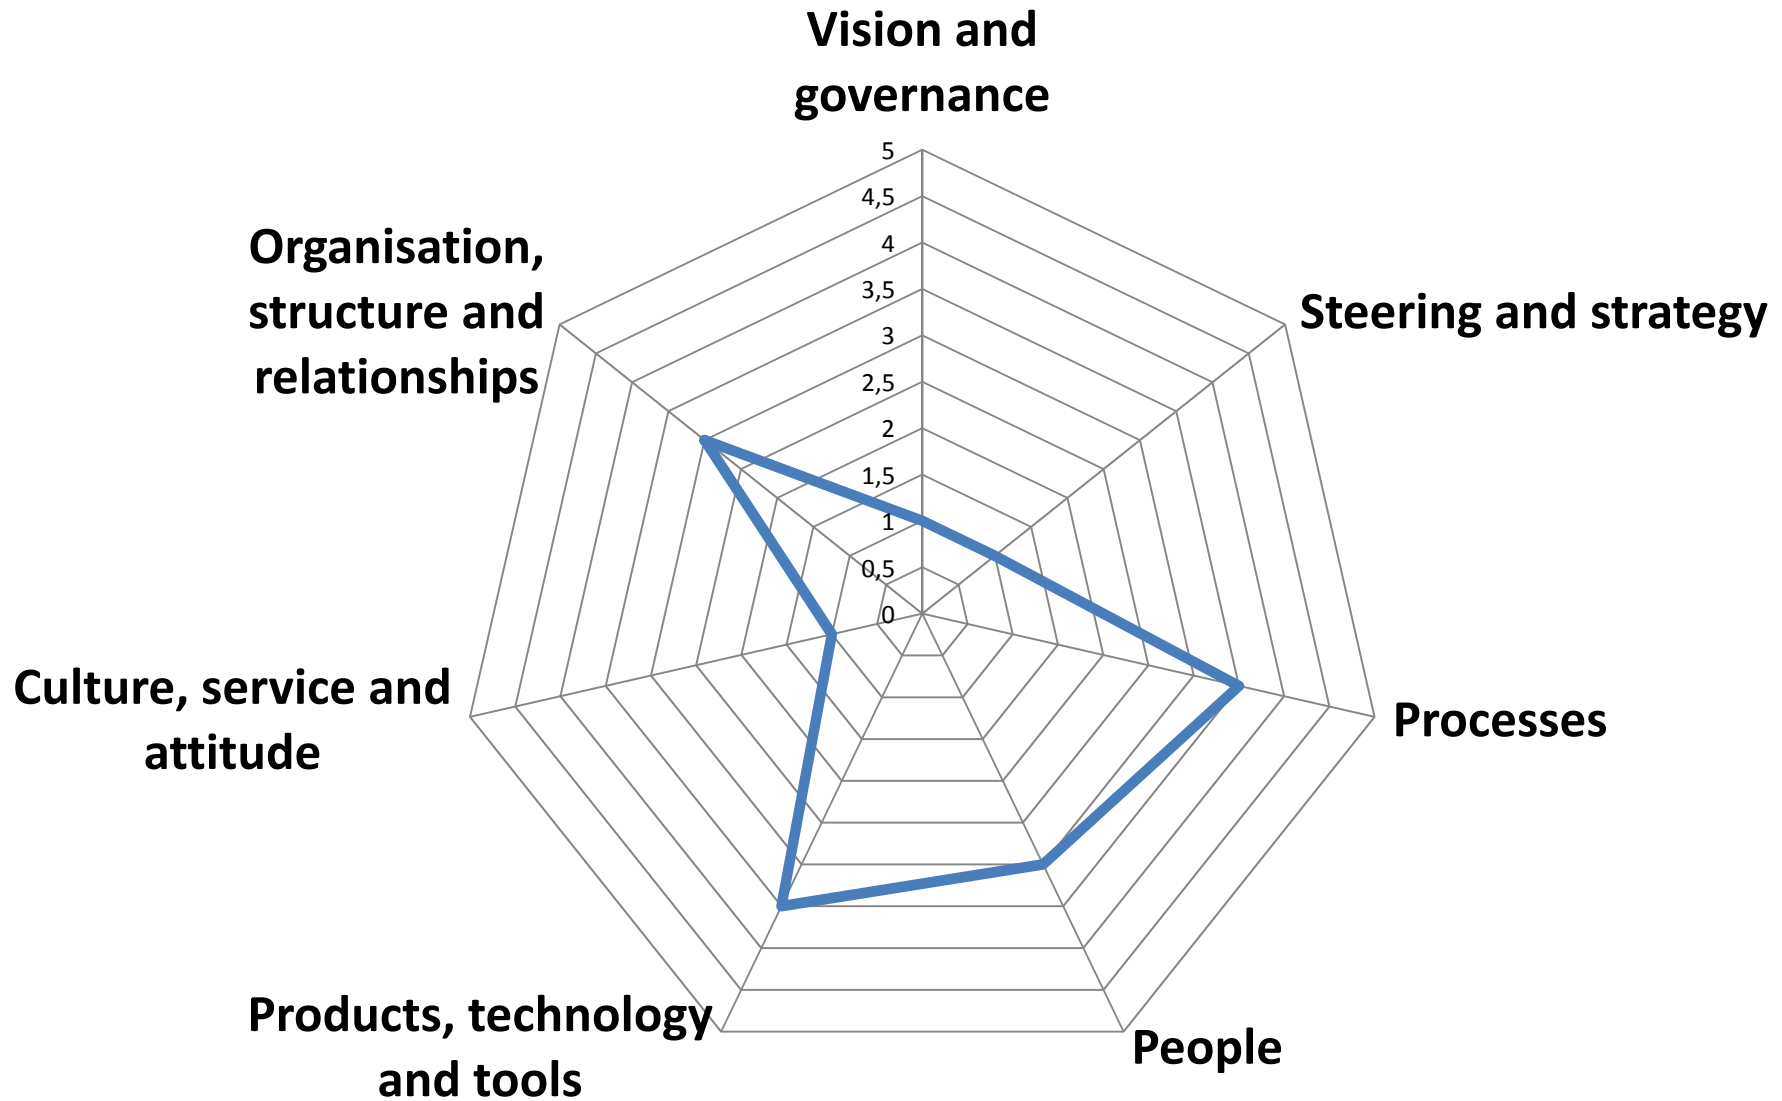 Vision and
governance
5
4,5
4
3,5
3
2,5
2
1,5
1
0,5
0
Steering and strategy
Processes
People
Products, technology
and tools
Culture, service and
attitude
Organisation,
structure and
relationships